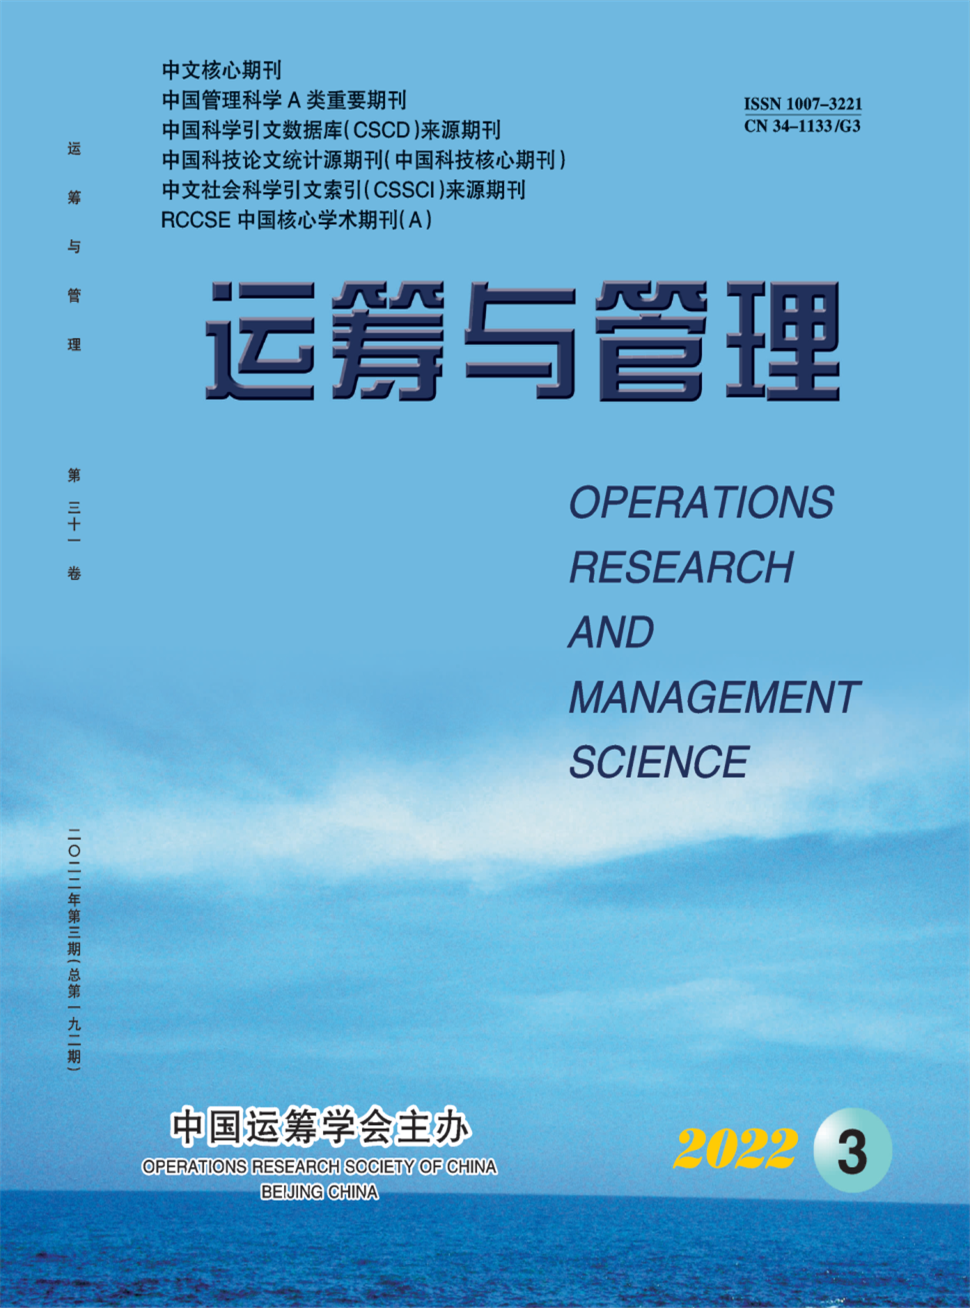 中文核心期刊
中国管理科学 A 类重要期刊
中国科学引文数据库(CSCD)来源期刊
中国科技论文统计源期刊(中国科技核心期刊)
中文社会科学引文索引(CSSCI)来源期刊
RCCSE 中国核心学术期刊(A)
ISSN 1007-3221
CN 34-1133/G3
运筹与管理
第三十一卷
二〇二二年第三期(总第一九二期)
运筹与管理
OPERATIONS
RESEARCH
AND
MANAGEMENT
SCIENCE
中国运筹学会主办
OPERATIONS RESEARCH SOCIETY OF CHINA
BEIJING CHINA
2022
3